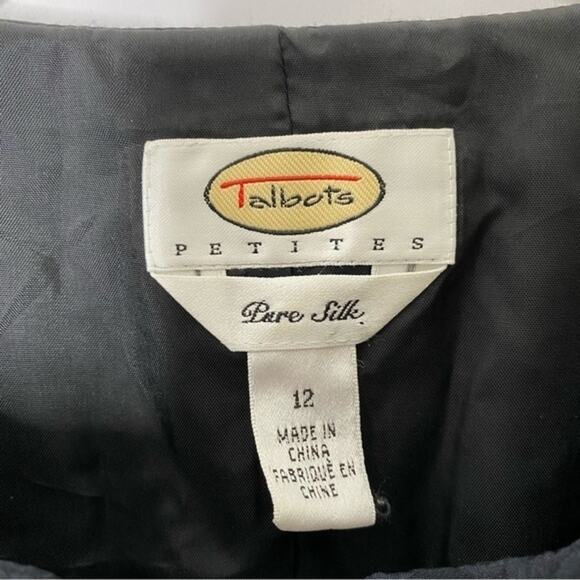 Talbots
PETITES
Pure Silk
12
MADE IN
CHINA
FABRIQUÉ EN
CHINE